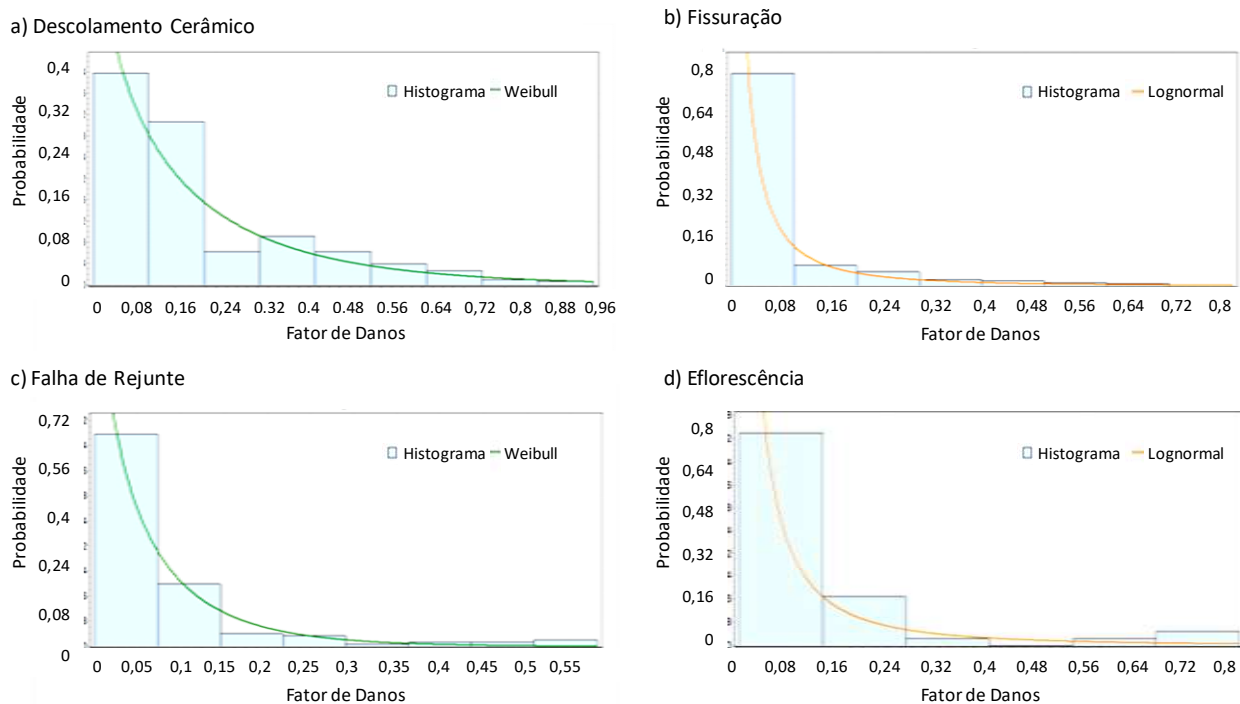 a) Descolamento Cerâmico
Probabilidade
0,4
0,32
0,24
0,16
0,08
0
Histograma Weibull
0 0,08 0,16 0,24 0,32 0,4 0,48 0,56 0,64 0,72 0,8 0,88 0,96
Fator de Danos
b) Fissuração
Probabilidade
0,8
0,64
0,48
0,32
0,16
0
Histograma Lognormal
0 0,08 0,16 0,24 0,32 0,4 0,48 0,56 0,64 0,72 0,8
Fator de Danos
c) Falha de Rejunte
Probabilidade
0,72
0,56
0,4
0,24
0,08
0
Histograma Weibull
0 0,05 0,1 0,15 0,2 0,25 0,3 0,35 0,4 0,45 0,5 0,55
Fator de Danos
d) Eflorescência
Probabilidade
0,8
0,64
0,48
0,32
0,16
0
Histograma Lognormal
0 0,08 0,16 0,24 0,32 0,4 0,48 0,56 0,64 0,72 0,8
Fator de Danos